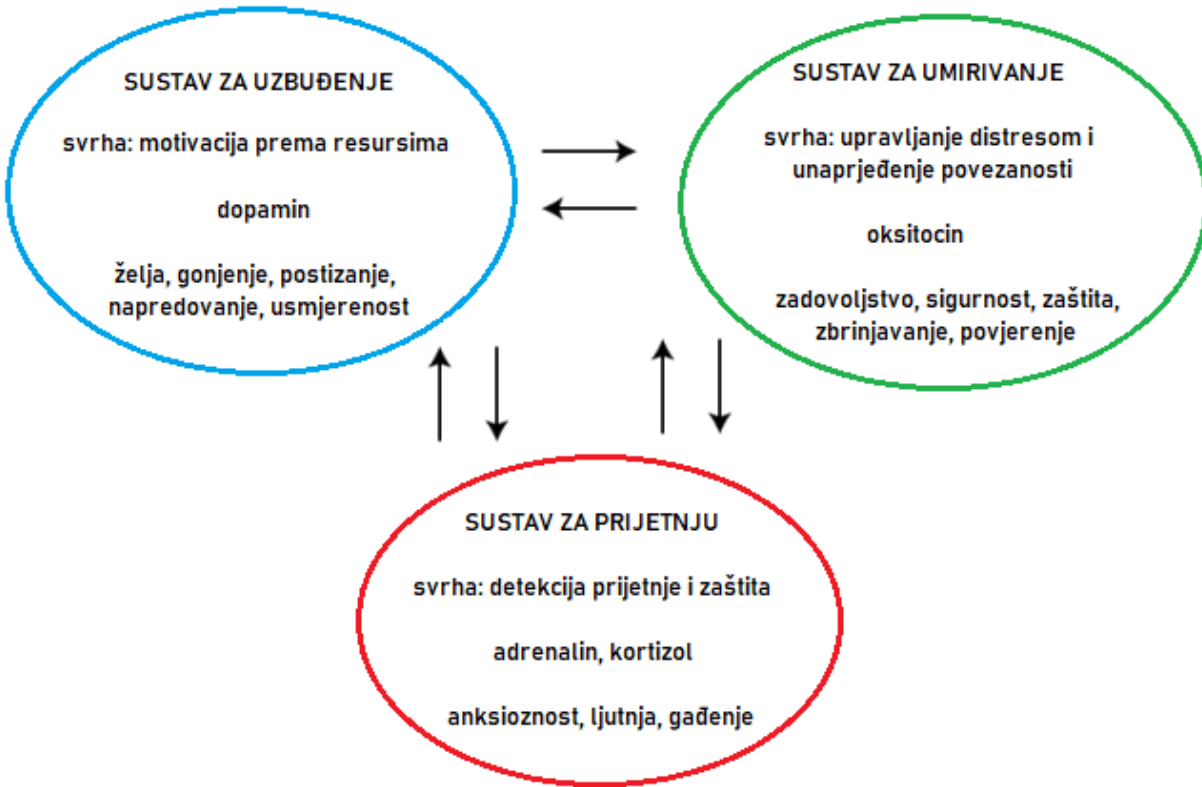 SUSTAV ZA UZBUĐENJE
svrha: motivacija prema resursima
dopamin
želja, gonjenje, postizanje,
napredovanje, usmjerenost
SUSTAV ZA UMIRIVANJE
svrha: upravljanje distresom i
unaprjeđenje povezanosti
oksitocin
zadovoljstvo, sigurnost, zaštita,
zbrinjavanje, povjerenje
SUSTAV ZA PRIJETNJU
svrha: detekcija prijetnje i zaštita
adrenalin, kortizol
anksioznost, ljutnja, gađenje